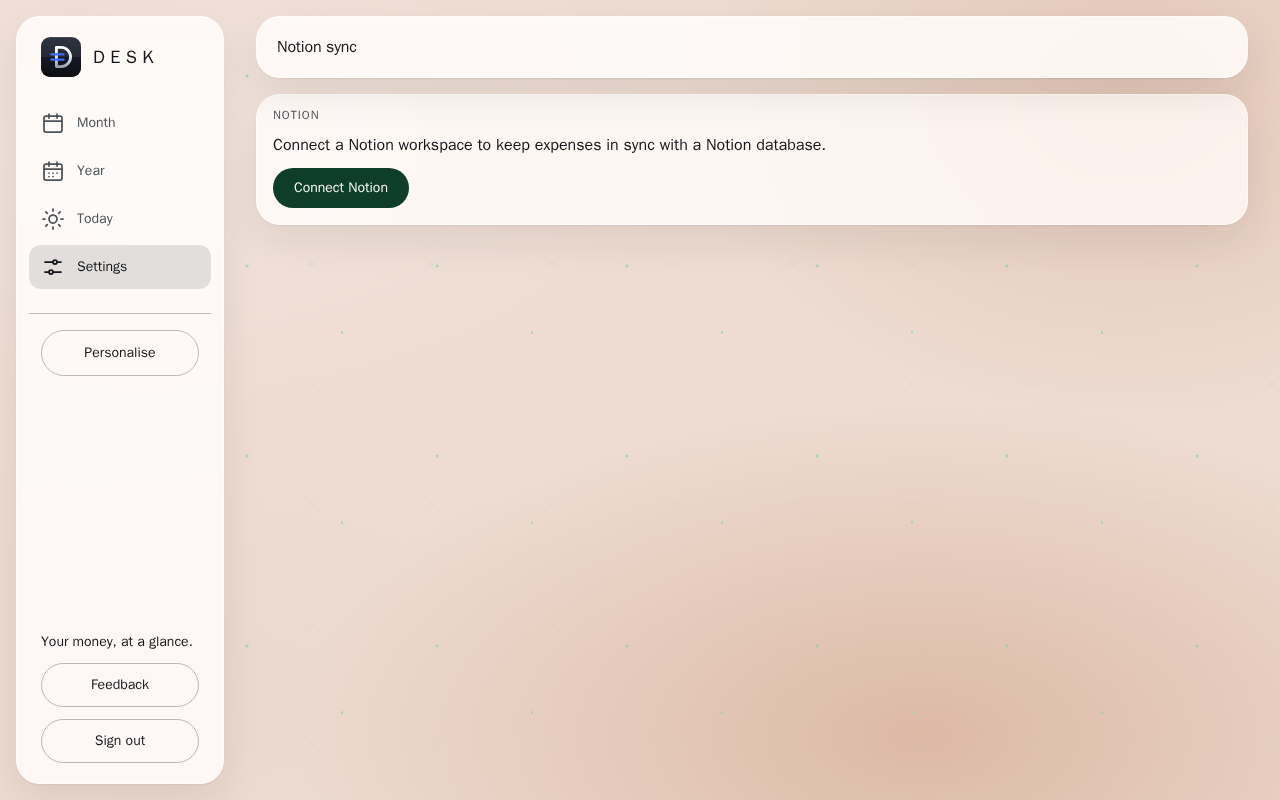 DESK
Month
Year
Today
Settings
Personalise
Your money, at a glance.
Feedback
Sign out
Notion sync
NOTION
Connect a Notion workspace to keep expenses in sync with a Notion database.
Connect Notion